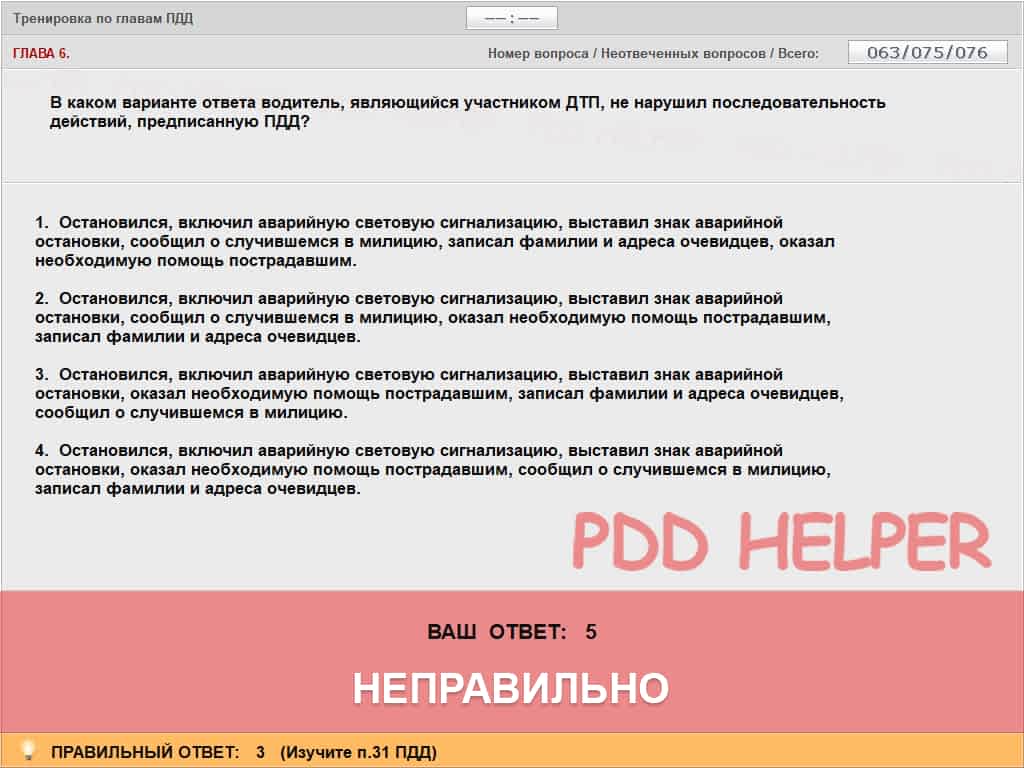 Тренировка по главам ПДД
–– : ––
ГЛАВА 6.
Номер вопроса / Неотвеченных вопросов / Всего:
063/075/076
В каком варианте ответа водитель, являющийся участником ДТП, не нарушил последовательность
действий, предписанную ПДД?
1. Остановился, включил аварийную световую сигнализацию, выставил знак аварийной
остановки, сообщил о случившемся в милицию, записал фамилии и адреса очевидцев, оказал
необходимую помощь пострадавшим.
2. Остановился, включил аварийную световую сигнализацию, выставил знак аварийной
остановки, сообщил о случившемся в милицию, оказал необходимую помощь пострадавшим,
записал фамилии и адреса очевидцев.
3. Остановился, включил аварийную световую сигнализацию, выставил знак аварийной
остановки, оказал необходимую помощь пострадавшим, записал фамилии и адреса очевидцев,
сообщил о случившемся в милицию.
4. Остановился, включил аварийную световую сигнализацию, выставил знак аварийной
остановки, оказал необходимую помощь пострадавшим, сообщил о случившемся в милицию,
записал фамилии и адреса очевидцев.
PDD HELPER
ВАШ ОТВЕТ: 5
НЕПРАВИЛЬНО
ПРАВИЛЬНЫЙ ОТВЕТ: 3 (Изучите п.31 ПДД)